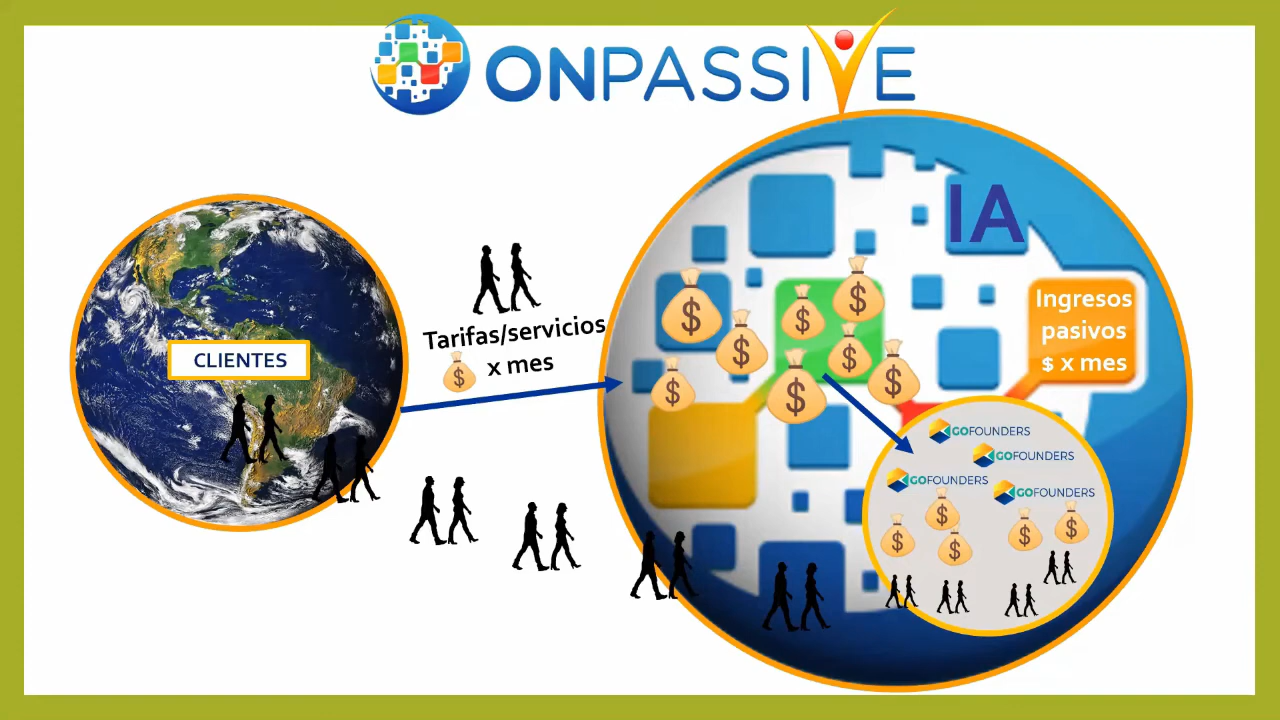 ONPASSIVE
IA
CLIENTES
Tarifas/servicios
x mes
$
$
$
$
$
$
$
$
$
$
Ingresos
pasivos
$ x mes
GOFOUNDERS
GOFOUNDERS
GOFOUNDERS
GOFOUNDERS
$
$
$
$
$